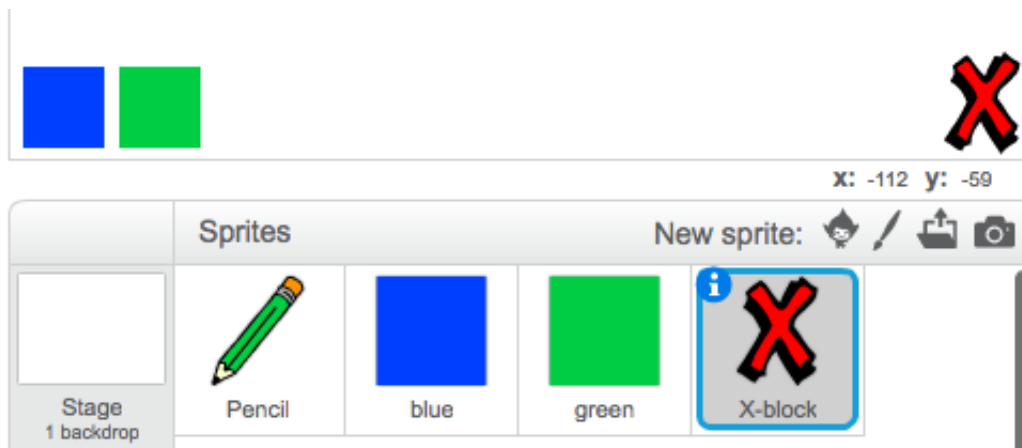 x: -112 y: -59
Sprites
New sprite:
Stage
1 backdrop
Pencil
blue
green
X-block